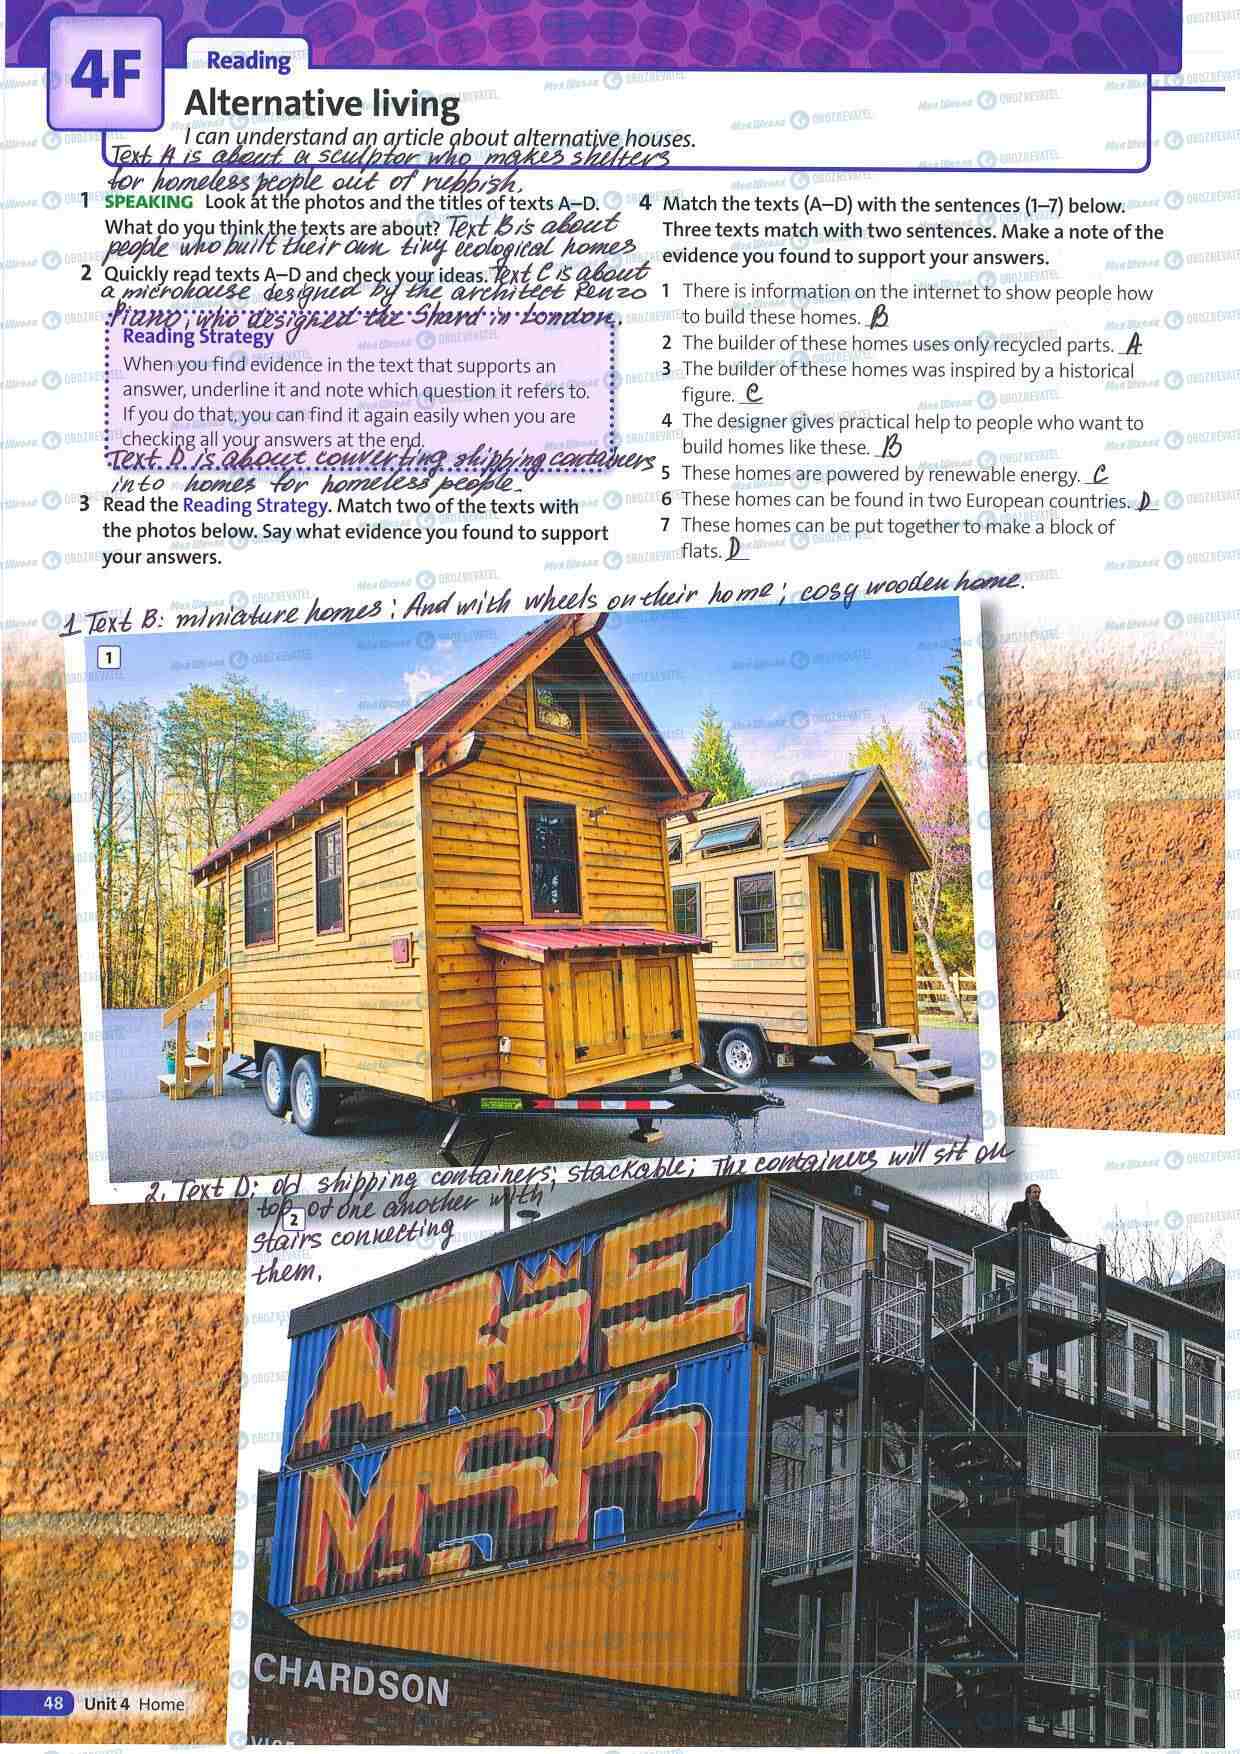 4F
Reading
Alternative living
I can understand an article about alternative houses.
Text A is about a sculptor who makes shelters
for homeless people out of rubbish.
1 SPEAKING Look at the photos and the titles of texts A–D.
What do you think the texts are about? Text B is about
people who built their own tiny ecological homes
2 Quickly read texts A–D and check your ideas. Text C is about
a microhouse designed by the architect Renzo
Piano, who designed the Shard in London.
Reading Strategy
When you find evidence in the text that supports an
answer, underline it and note which question it refers to.
If you do that, you can find it again easily when you are
checking all your answers at the end.
Text D is about converting shipping containers
into homes for homeless people.
3 Read the Reading Strategy. Match two of the texts with
the photos below. Say what evidence you found to support
your answers.
4 Match the texts (A–D) with the sentences (1–7) below.
Three texts match with two sentences. Make a note of the
evidence you found to support your answers.
1 There is information on the internet to show people how
to build these homes. B
2 The builder of these homes uses only recycled parts. A
3 The builder of these homes was inspired by a historical
figure. C
4 The designer gives practical help to people who want to
build homes like these. B
5 These homes are powered by renewable energy. C
6 These homes can be found in two European countries. D
7 These homes can be put together to make a block of
flats. D
1 Text B: miniature homes; And with wheels on their home; cosy wooden home.
1
2. Text D: old shipping containers; stackable; The containers will sit on
top of one another with
2
stairs connecting
them.
MSK
CHARDSON
48 Unit 4 Home